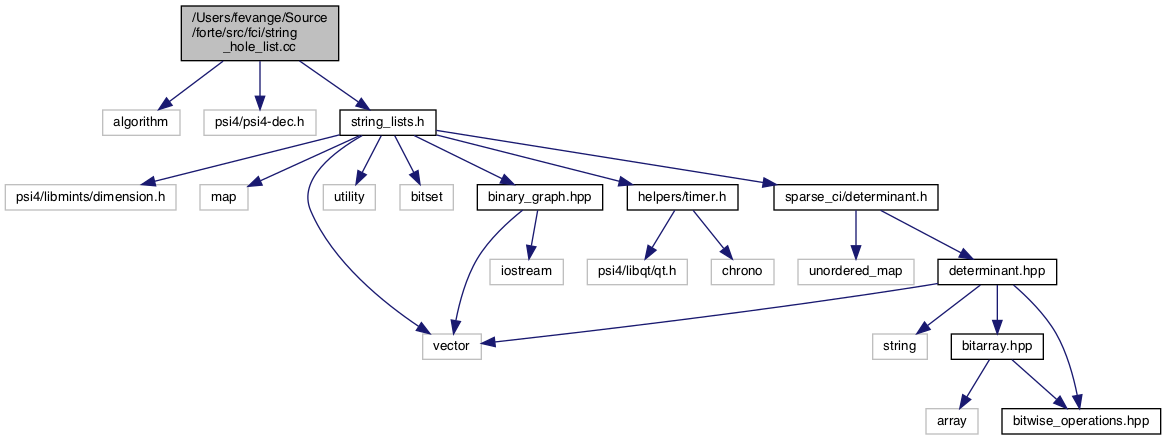 /Users/fevange/Source
/forte/src/fci/string
_hole_list.cc
algorithm
psi4/psi4-dec.h
string_lists.h
psi4/libmints/dimension.h
map
utility
bitset
binary_graph.hpp
helpers/timer.h
sparse_ci/determinant.h
iostream
psi4/libqt/qt.h
chrono
unordered_map
determinant.hpp
vector
string
bitarray.hpp
array
bitwise_operations.hpp